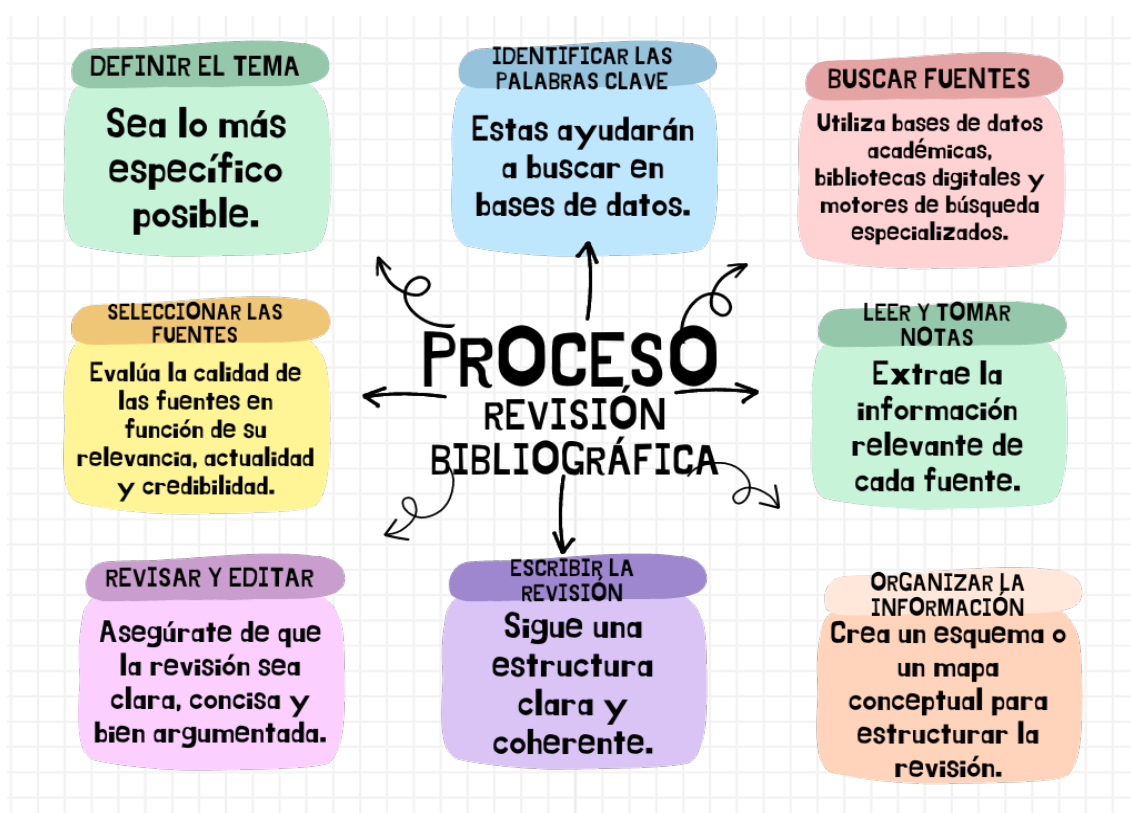 DEFINIR EL TEMA
Sea lo más
específico
posible.
IDENTIFICAR LAS
PALABRAS CLAVE
Estas ayudarán
a buscar en
bases de datos.
BUSCAR FUENTES
Utiliza bases de datos
académicas,
bibliotecas digitales y
motores de búsqueda
especializados.
SELECCIONAR LAS
FUENTES
Evalúa la calidad de
las fuentes en
función de su
relevancia, actualidad
y credibilidad.
PROCESO
REVISIÓN
BIBLIOGRÁFICA
LEER Y TOMAR
NOTAS
Extrae la
información
relevante de
cada fuente.
REVISAR Y EDITAR
Asegúrate de que
la revisión sea
clara, concisa y
bien argumentada.
ESCRIBIR LA
REVISIÓN
Sigue una
estructura
clara y
coherente.
ORGANIZAR LA
INFORMACIÓN
Crea un esquema o
un mapa
conceptual para
estructurar la
revisión.